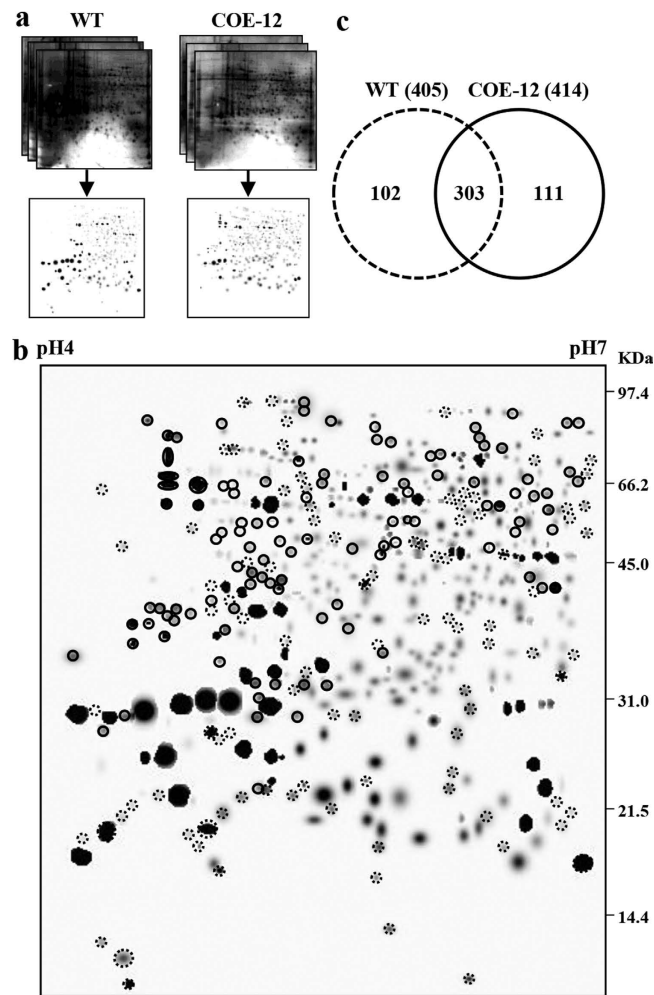 a
WT
COE-12
c
WT (405)
COE-12 (414)
102
303
111
b
pH4
pH7
KDa
97.4
66.2
45.0
31.0
21.5
14.4